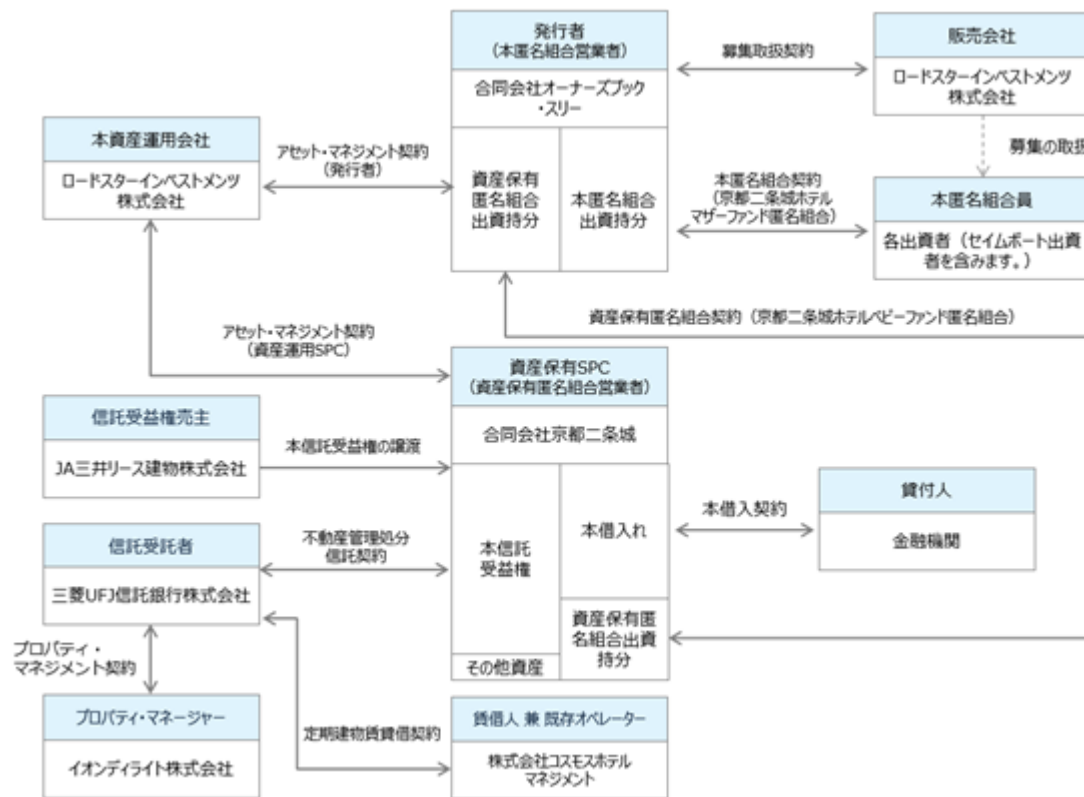 発行者
（本匿名組合営業者）
合同会社オーナーズブック
・スリー
資産保有
匿名組合
出資持分
本匿名組合
出資持分
募集取扱契約
販売会社
ロードスターインベストメンツ
株式会社
募集の取扱
本資産運用会社
ロードスターインベストメンツ
株式会社
アセット・マネジメント契約
（発行者）
本匿名組合契約
（京都二条城ホテル
マザーファンド匿名組合）
本匿名組合員
各出資者（セイムボート出資
者を含みます。）
資産保有匿名組合契約（京都二条城ホテルベビーファンド匿名組合）
アセット・マネジメント契約
（資産運用SPC）
資産保有SPC
（資産保有匿名組合営業者）
合同会社京都二条城
本信託
受益権
その他資産
本借入れ
資産保有匿
名組合出資
持分
信託受益権売主
JA三井リース建物株式会社
本信託受益権の譲渡
本借入契約
貸付人
金融機関
信託受託者
三菱UFJ信託銀行株式会社
不動産管理処分
信託契約
プロパティ・
マネジメント契約
プロパティ・マネージャー
イオンディライト株式会社
定期建物賃貸借契約
賃借人 兼 既存オペレーター
株式会社コスモスホテル
マネジメント